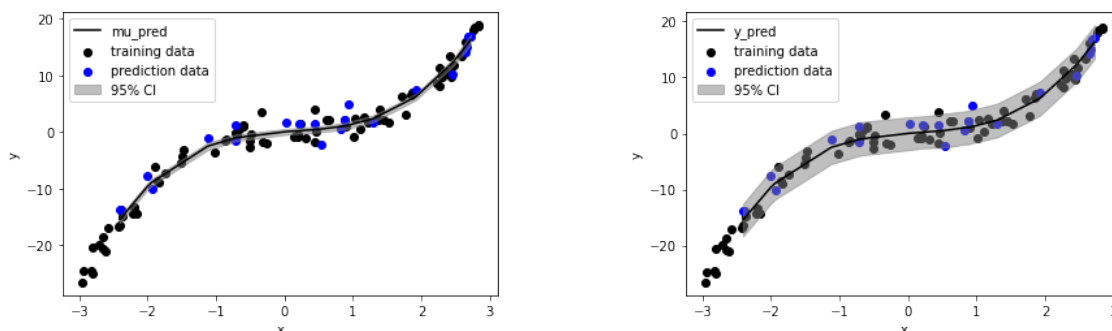 mu_pred
training data
prediction data
95% CI
20
10
0
−10
−20
y
−3 −2 −1 0 1 2 3
x
y_pred
training data
prediction data
95% CI
20
10
0
−10
−20
y
−3 −2 −1 0 1 2
x